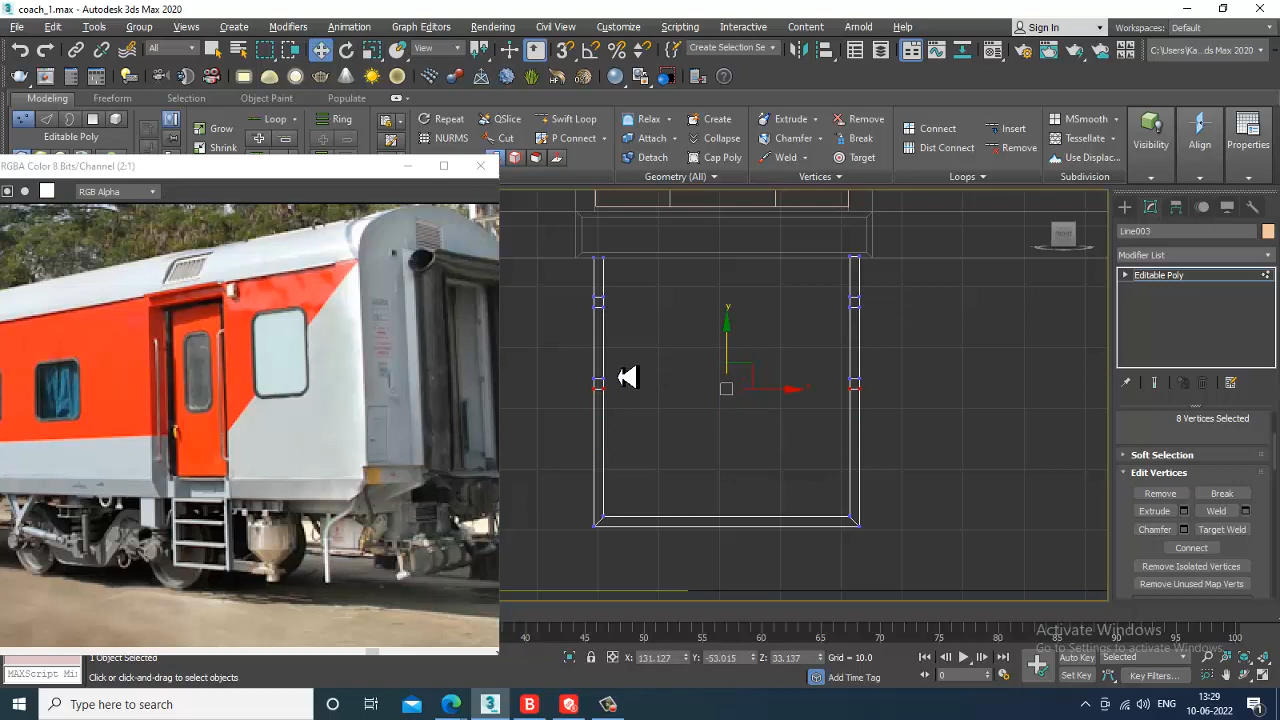 coach_1.max - Autodesk 3ds Max 2020
File Edit Tools Group Views Create Modifiers Animation Graph Editors Rendering Civil View Customize Scripting Interactive Content Arnold Help Sign In Workspaces: Default
All View Create Selection Se C:\Users\Ka...ds Max 2020
Modeling Freeform Selection Object Paint Populate
Loop Ring Repeat QSlice Swift Loop Relax Create Extrude Remove Connect Insert MSmooth
Grow NURMS Cut P Connect Attach Collapse Chamfer Break Dist Connect Remove Tessellate Visibility Align Properties
Editable Poly Shrink Detach Cap Poly Weld Target Use Displac...
Geometry (All) Vertices Loops Subdivision
RGBA Color 8 Bits/Channel (2:1)
RGB Alpha
FRONT
y
x
Line003
Modifier List
Editable Poly
8 Vertices Selected
Soft Selection
Edit Vertices
Remove Break
Extrude Weld
Chamfer Target Weld
Connect
Remove Isolated Vertices
Remove Unused Map Verts
40 45 50 55 60 65 70 75 80 85 90 95 100
Activate Windows
Go to Settings to activate Windows.
1 Object Selected X: 131.127 Y: -53.015 Z: 33.137 Grid = 10.0 Auto Key Selected
MAXScript Mi Click or click-and-drag to select objects Add Time Tag 0 Set Key Key Filters...
Type here to search
3
B
ENG
13:29
10-06-2022
1